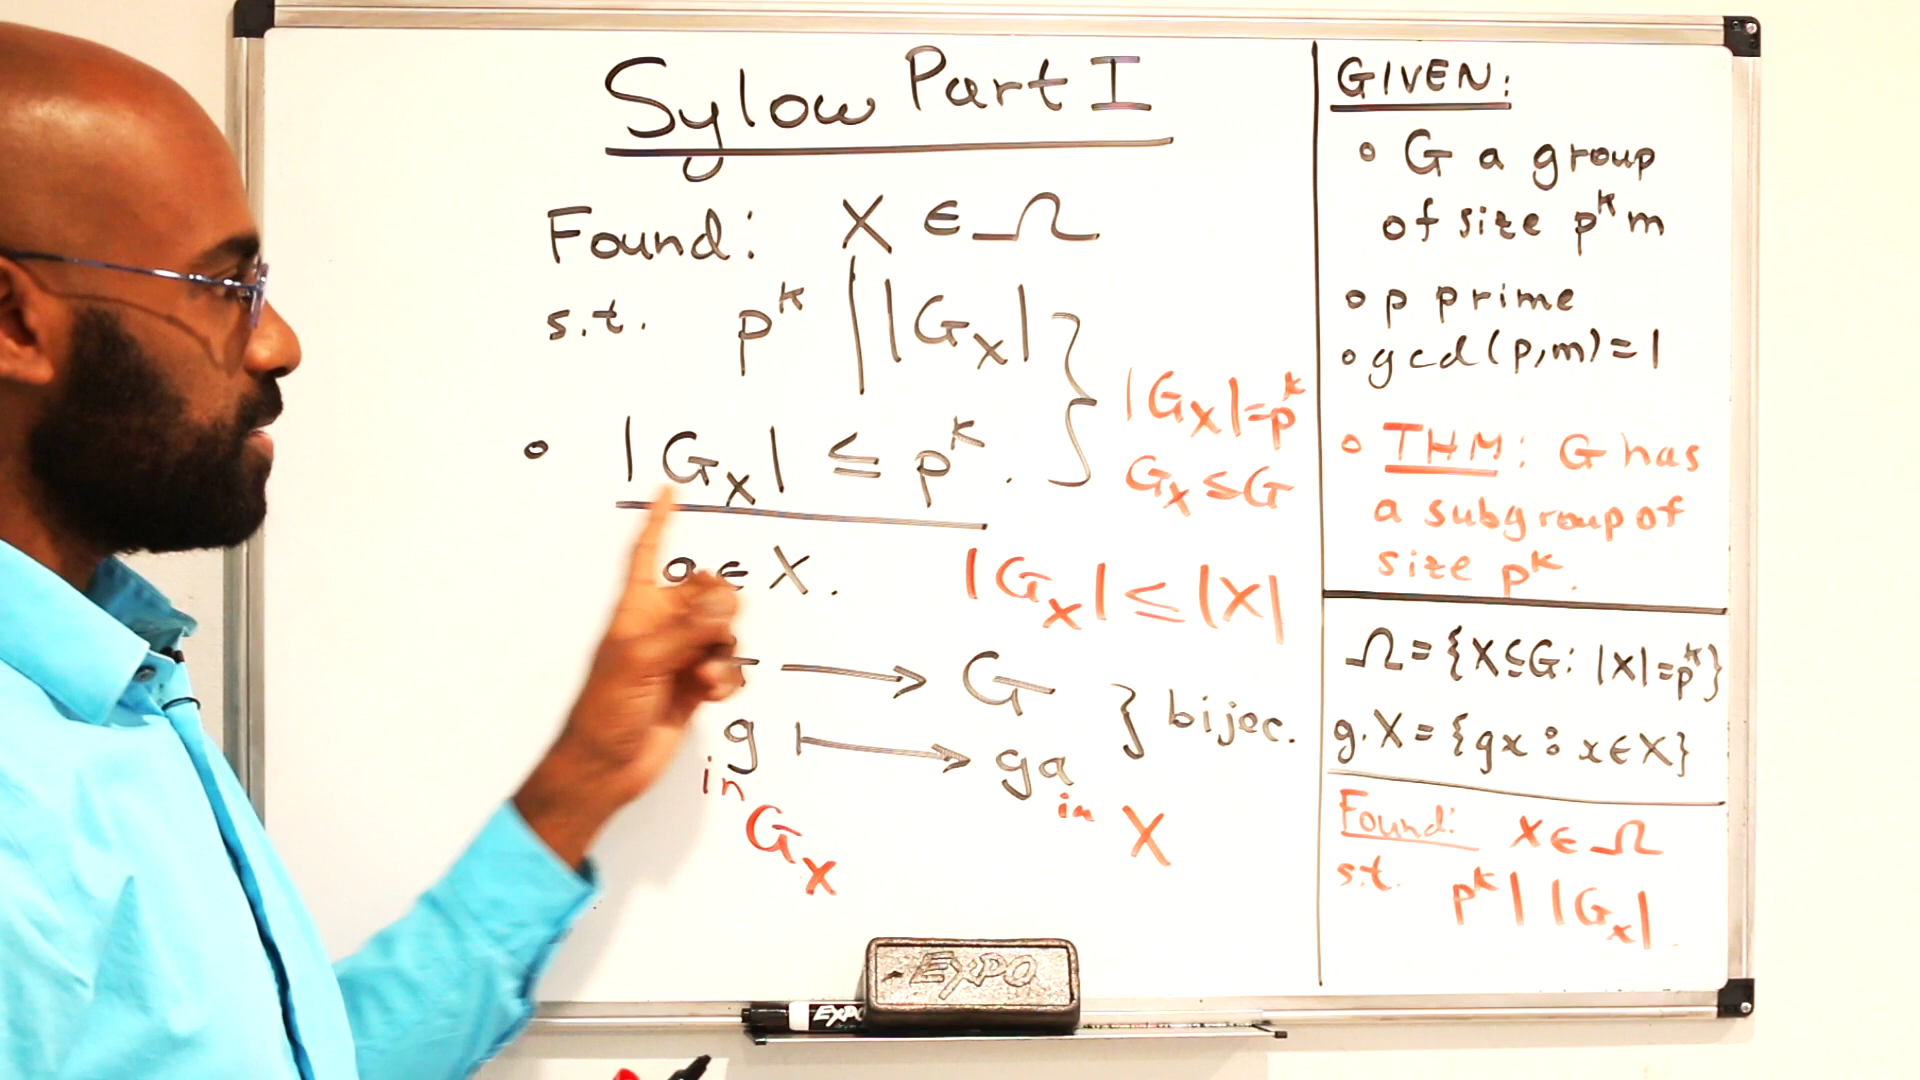 Sylow Part I
Found: X ∈ Ω
s.t. p^k | |G_X|
• |G_X| ≤ p^k.
|G_X| = p^k
G_X ≤ G
a ∈ X.
|G_X| ≤ |X|
⟶ G
g ⟼ ga
} bijec.
in G_X
in X
GIVEN:
• G a group
of size p^k m
• p prime
• gcd(p,m)=1
• THM: G has
a subgroup of
size p^k.
Ω = {X⊆G: |X|=p^k}
g.X = {gx : x∈X}
Found: X ∈ Ω
s.t. p^k | |G_X|.
EXPO
EXPO